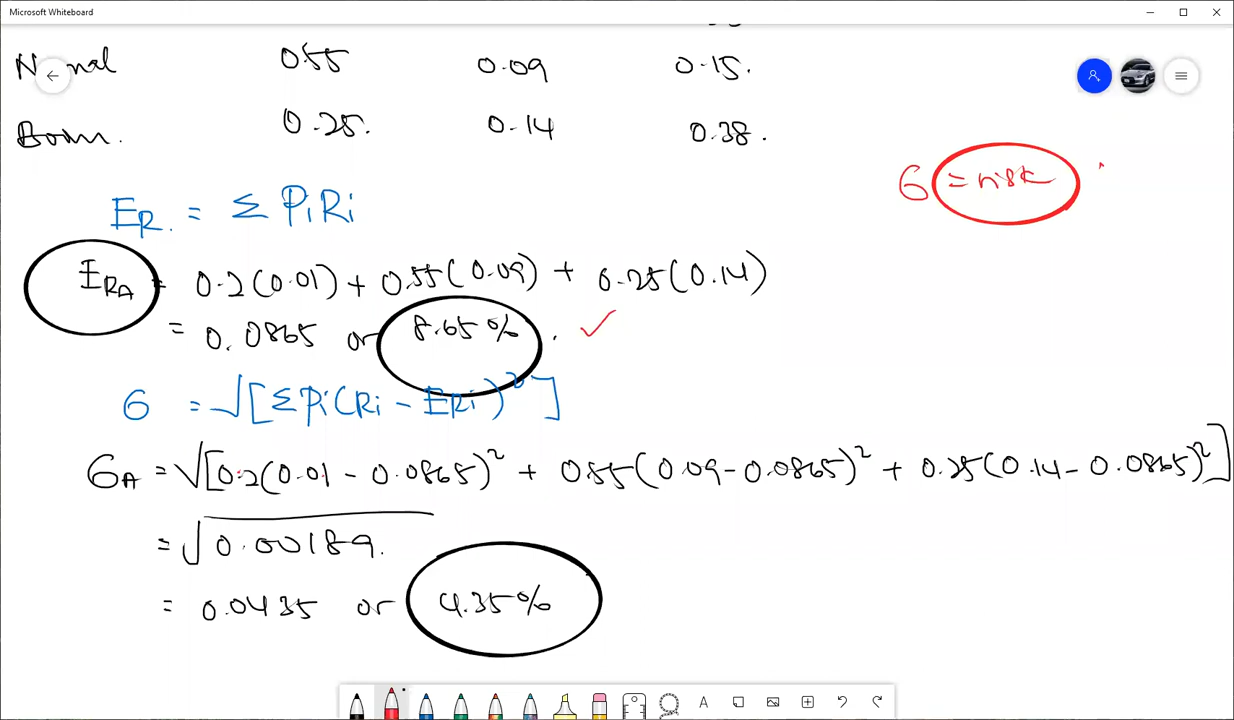 Microsoft Whiteboard
Normal 0.55 0.09 0.15.
Boom. 0.25. 0.14 0.38.
σ = risk
ER. = Σ PiRi
ERA = 0.2(0.01) + 0.55(0.09) + 0.25(0.14)
= 0.0865 or 8.65%. ✓
σ = √[ΣPi(Ri - ERi)²]
σA = √[0.2(0.01 - 0.0865)² + 0.55(0.09 - 0.0865)² + 0.25(0.14 - 0.0865)²]
= √0.00189.
= 0.0435 or 4.35%
A